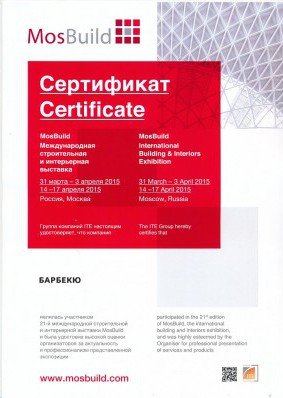 MosBuild
Сертификат
Certificate
MosBuild
Международная
строительная
и интерьерная
выставка
31 марта – 3 апреля 2015
14 –17 апреля 2015
Россия, Москва
Группа компаний ITE настоящим
удостоверяет, что компания
MosBuild
International
Building & Interiors
Exhibition
31 March – 3 April 2015
14 –17 April 2015
Moscow, Russia
The ITE Group hereby
certifies that
БАРБЕКЮ
являлась участником
21-й международной строительной
и интерьерной выставки MosBuild
и была удостоена высокой оценки
организаторов за актуальность
и профессионализм представленной
экспозиции
participated in the 21st edition
of MosBuild, the international
building and interiors exhibition,
and was highly esteemed by the
Organiser for professional presentation
of services and products
www.mosbuild.com